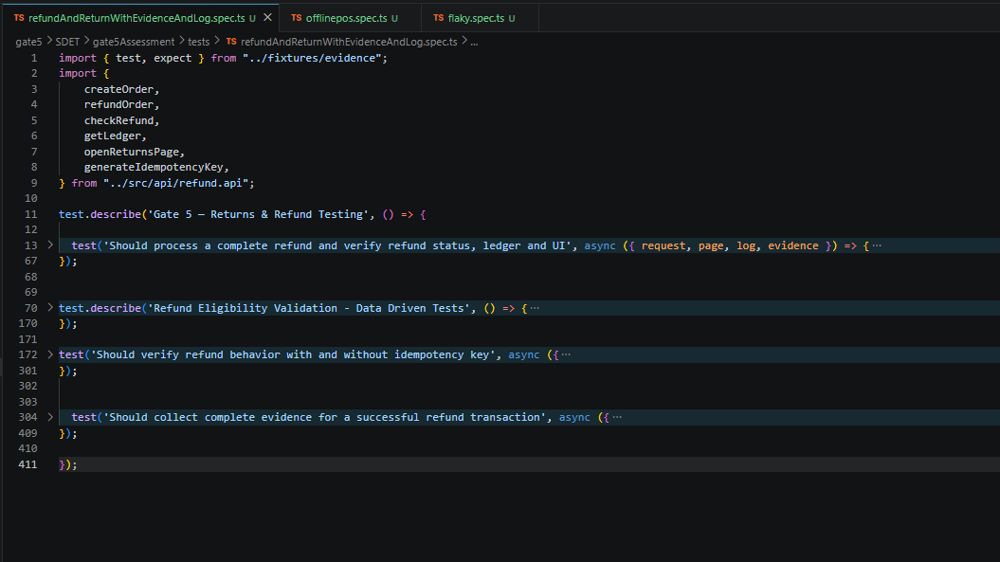 TS refundAndReturnWithEvidenceAndLog.spec.ts U × TS offlinepos.spec.ts U TS flaky.spec.ts U
gate5 > SDET > gate5Assessment > tests > TS refundAndReturnWithEvidenceAndLog.spec.ts > ...
1 import { test, expect } from "../fixtures/evidence";
2 import {
3 createOrder,
4 refundOrder,
5 checkRefund,
6 getLedger,
7 openReturnsPage,
8 generateIdempotencyKey,
9 } from "../src/api/refund.api";
10
11 test.describe('Gate 5 – Returns & Refund Testing', () => {
12
13 > test('Should process a complete refund and verify refund status, ledger and UI', async ({ request, page, log, evidence }) => {···
67 });
68
69
70 > test.describe('Refund Eligibility Validation - Data Driven Tests', () => {···
170 });
171
172 > test('Should verify refund behavior with and without idempotency key', async ({···
301 });
302
303
304 > test('Should collect complete evidence for a successful refund transaction', async ({···
409 });
410
411 });